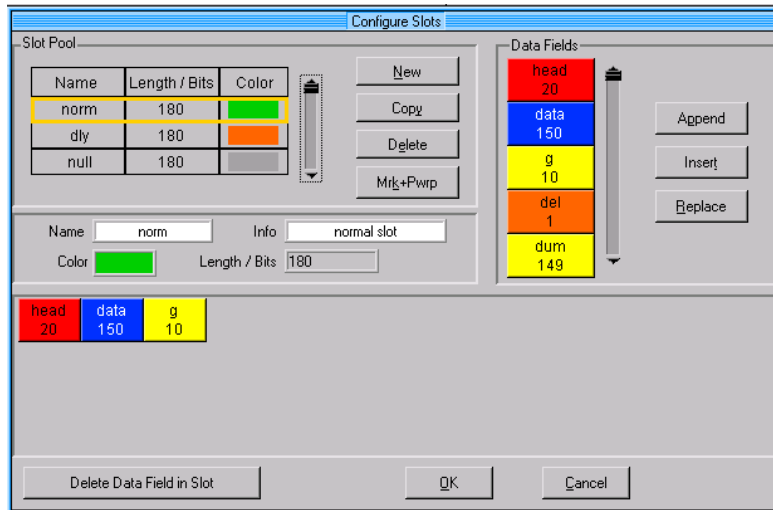 Configure Slots
Slot Pool
Name Length / Bits Color
norm 180
dly 180
null 180
New
Copy
Delete
Mrk+Pwrp
Data Fields
head
20
data
150
g
10
del
1
dum
149
Append
Insert
Replace
Name norm Info normal slot
Color Length / Bits 180
head data g
20 150 10
Delete Data Field in Slot OK Cancel